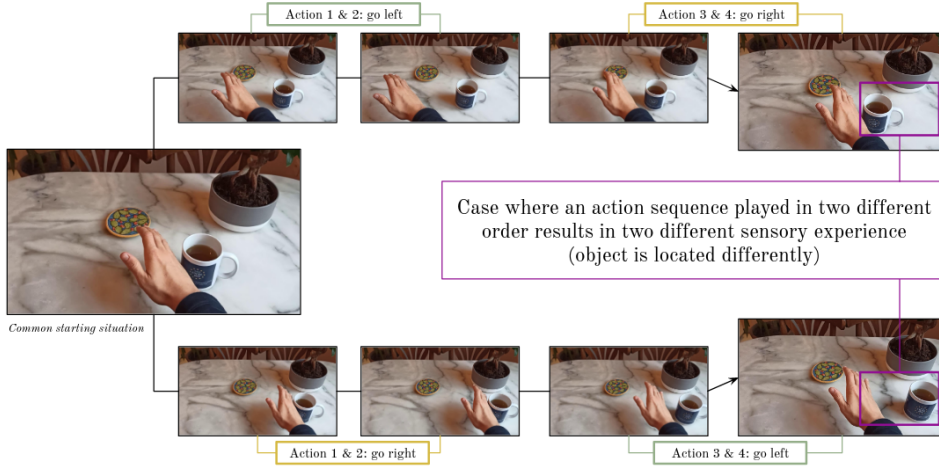 Action 1 & 2: go left
Action 3 & 4: go right
Case where an action sequence played in two different
order results in two different sensory experience
(object is located differently)
Common starting situation
Action 1 & 2: go right
Action 3 & 4: go left